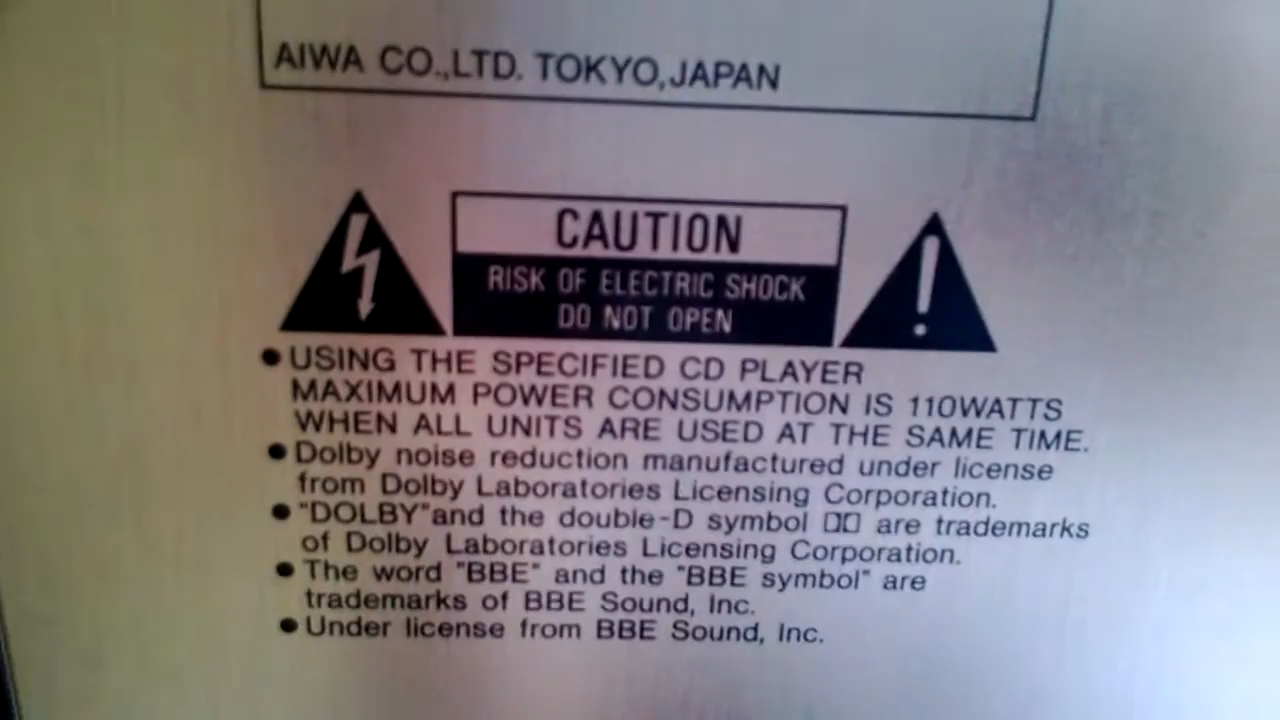 AIWA CO.,LTD. TOKYO,JAPAN
CAUTION
RISK OF ELECTRIC SHOCK
DO NOT OPEN
●USING THE SPECIFIED CD PLAYER
MAXIMUM POWER CONSUMPTION IS 110WATTS
WHEN ALL UNITS ARE USED AT THE SAME TIME.
●Dolby noise reduction manufactured under license
from Dolby Laboratories Licensing Corporation.
●"DOLBY"and the double-D symbol are trademarks
of Dolby Laboratories Licensing Corporation.
●The word "BBE" and the "BBE symbol" are
trademarks of BBE Sound, Inc.
●Under license from BBE Sound, Inc.